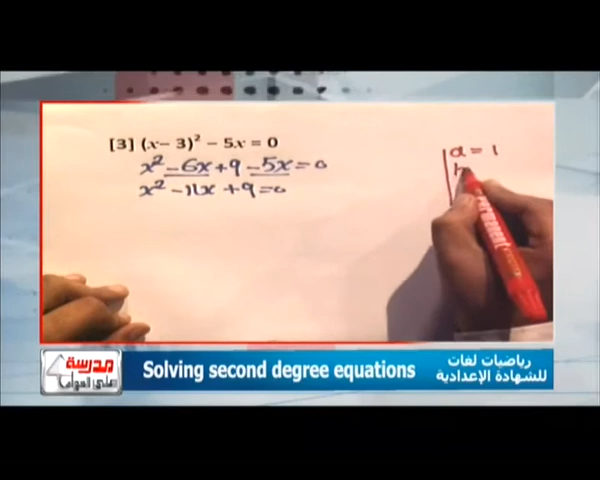 [3] (x – 3)² – 5x = 0
x² – 6x + 9 – 5x = 0
x² – 11x + 9 = 0
a = 1
b
مدرسة
على الهواء
Solving second degree equations
رياضيات لغات
للشهادة الإعدادية